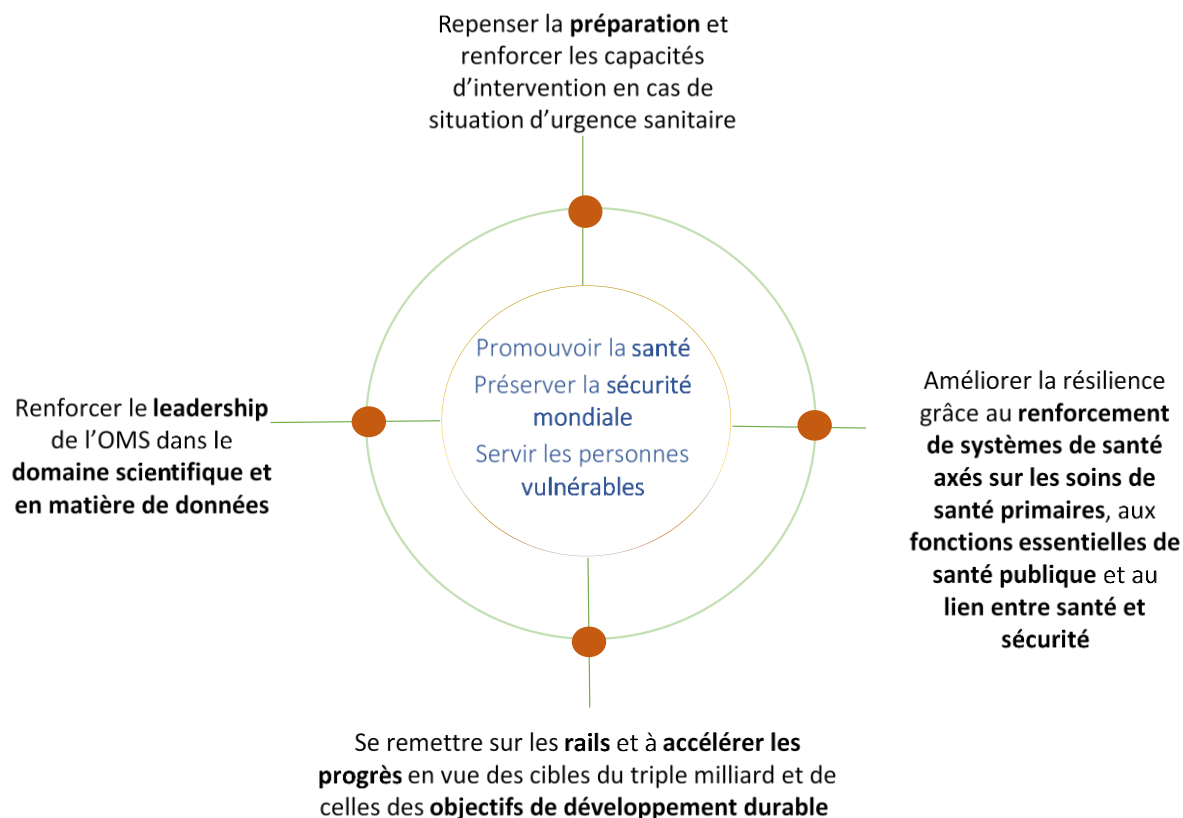 Repenser la préparation et
renforcer les capacités
d’intervention en cas de
situation d’urgence sanitaire
Promouvoir la santé
Préserver la sécurité
mondiale
Servir les personnes
vulnérables
Renforcer le leadership
de l’OMS dans le
domaine scientifique et
en matière de données
Améliorer la résilience
grâce au renforcement
de systèmes de santé
axés sur les soins de
santé primaires, aux
fonctions essentielles de
santé publique et au
lien entre santé et
sécurité
Se remettre sur les rails et à accélérer les
progrès en vue des cibles du triple milliard et de
celles des objectifs de développement durable